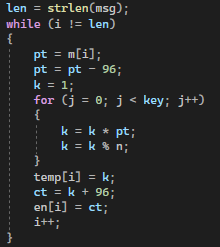 len = strlen(msg);
while (i != len)
{
pt = m[i];
pt = pt - 96;
k = 1;
for (j = 0; j < key; j++)
{
k = k * pt;
k = k % n;
}
temp[i] = k;
ct = k + 96;
en[i] = ct;
i++;
}